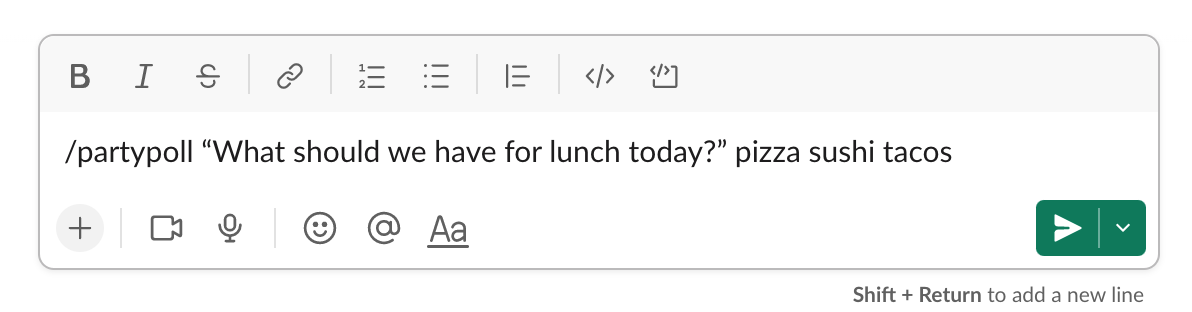 B I S
/partypoll “What should we have for lunch today?” pizza sushi tacos
@ Aa
Shift + Return to add a new line